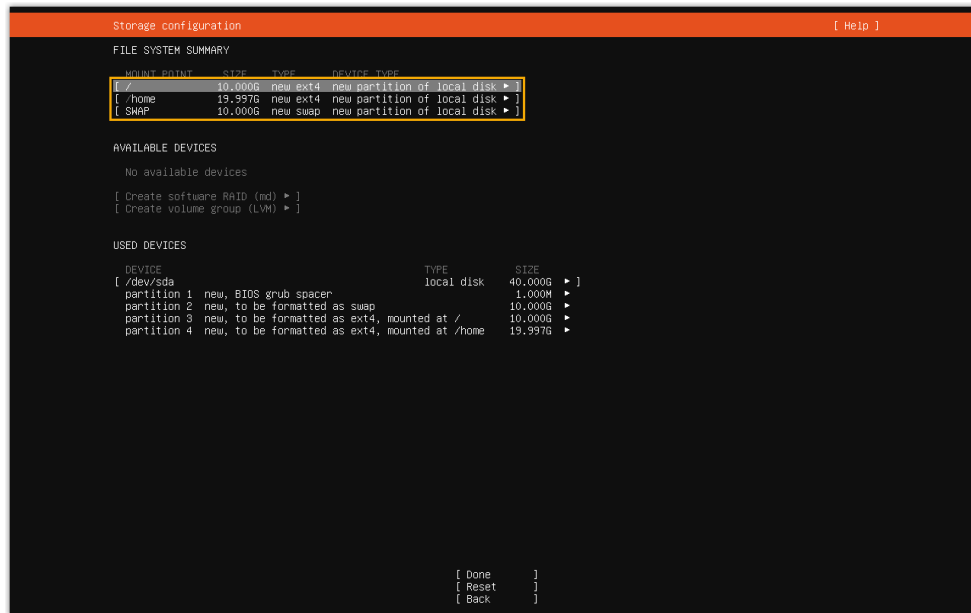 Storage configuration [ Help ]
FILE SYSTEM SUMMARY
MOUNT POINT SIZE TYPE DEVICE TYPE
[ / 10.000G new ext4 new partition of local disk ► ]
[ /home 19.997G new ext4 new partition of local disk ► ]
[ SWAP 10.000G new swap new partition of local disk ► ]
AVAILABLE DEVICES
No available devices
[ Create software RAID (md) ► ]
[ Create volume group (LVM) ► ]
USED DEVICES
DEVICE TYPE SIZE
[ /dev/sda local disk 40.000G ► ]
partition 1 new, BIOS grub spacer 1.000M ►
partition 2 new, to be formatted as swap 10.000G ►
partition 3 new, to be formatted as ext4, mounted at / 10.000G ►
partition 4 new, to be formatted as ext4, mounted at /home 19.997G ►
[ Done ]
[ Reset ]
[ Back ]